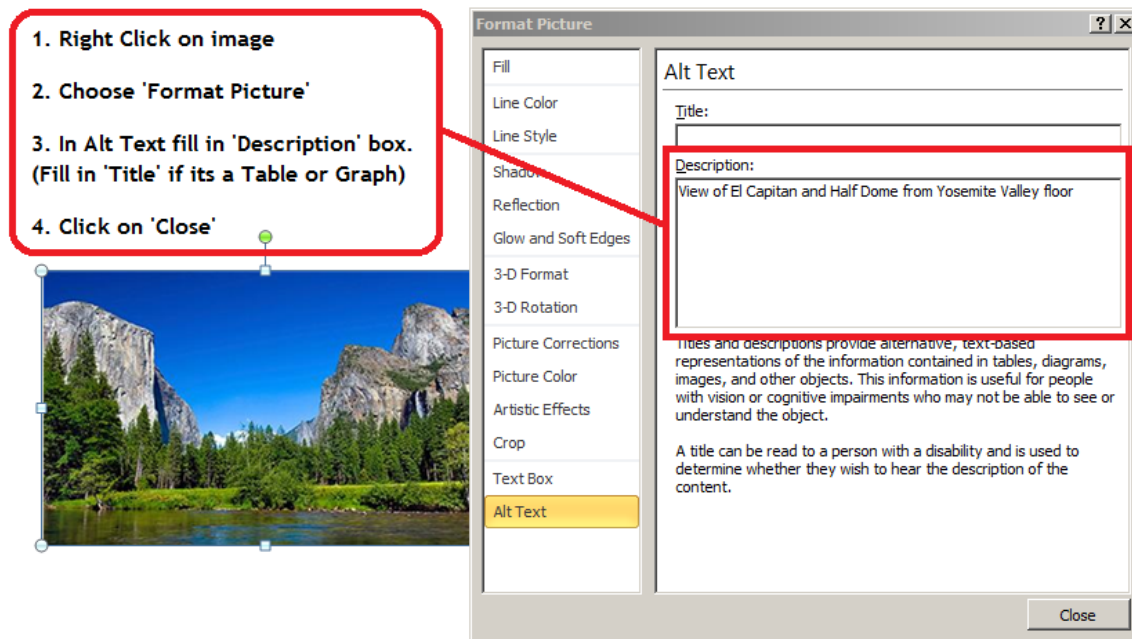 1. Right Click on image
2. Choose 'Format Picture'
3. In Alt Text fill in 'Description' box.
(Fill in 'Title' if its a Table or Graph)
4. Click on 'Close'
Format Picture
Fill
Line Color
Line Style
Shadow
Reflection
Glow and Soft Edges
3-D Format
3-D Rotation
Picture Corrections
Picture Color
Artistic Effects
Crop
Text Box
Alt Text
Alt Text
Title:
Description:
View of El Capitan and Half Dome from Yosemite Valley floor
Titles and descriptions provide alternative, text-based
representations of the information contained in tables, diagrams,
images, and other objects. This information is useful for people
with vision or cognitive impairments who may not be able to see or
understand the object.
A title can be read to a person with a disability and is used to
determine whether they wish to hear the description of the
content.
Close